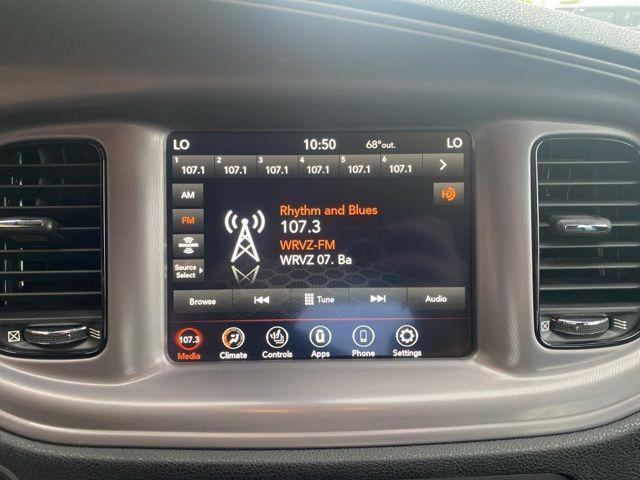 LO 10:50 68° out. LO
1 2 3 4 5 6
107.1 107.1 107.1 107.1 107.1 107.1
AM
FM
Source Select
HD
Rhythm and Blues
107.3
WRVZ-FM
WRVZ 07. Ba
Browse Tune Audio
107.3
Media Climate Controls Apps Phone Settings